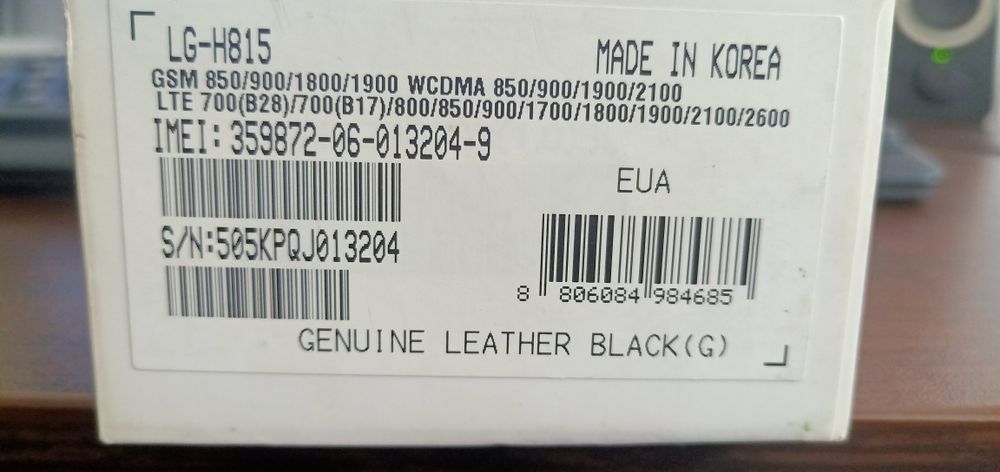 LG-H815
MADE IN KOREA
GSM 850/900/1800/1900 WCDMA 850/900/1900/2100
LTE 700(B28)/700(B17)/800/850/900/1700/1800/1900/2100/2600
IMEI: 359872-06-013204-9
EUA
S/N:505KPQJ013204
8 806084 984685
GENUINE LEATHER BLACK(G)